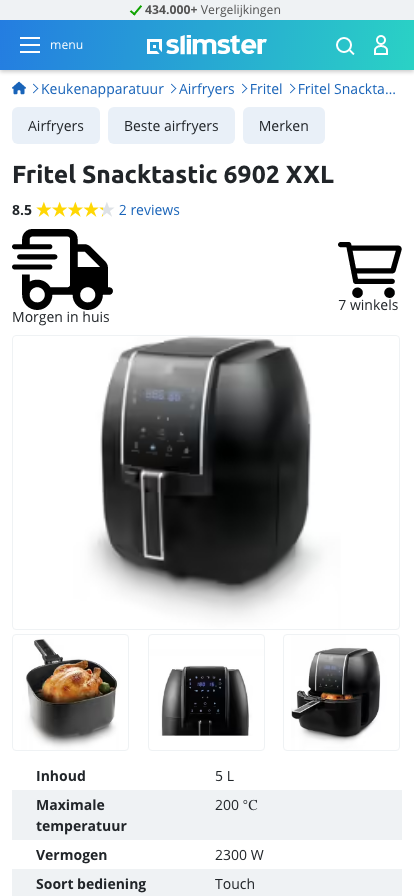 434.000+ Vergelijkingen
menu
slimster
Keukenapparatuur Airfryers Fritel Fritel Snackta...
Airfryers Beste airfryers Merken
Fritel Snacktastic 6902 XXL
8.5 2 reviews
Morgen in huis 7 winkels
Inhoud 5 L
Maximale temperatuur 200 °C
Vermogen 2300 W
Soort bediening Touch